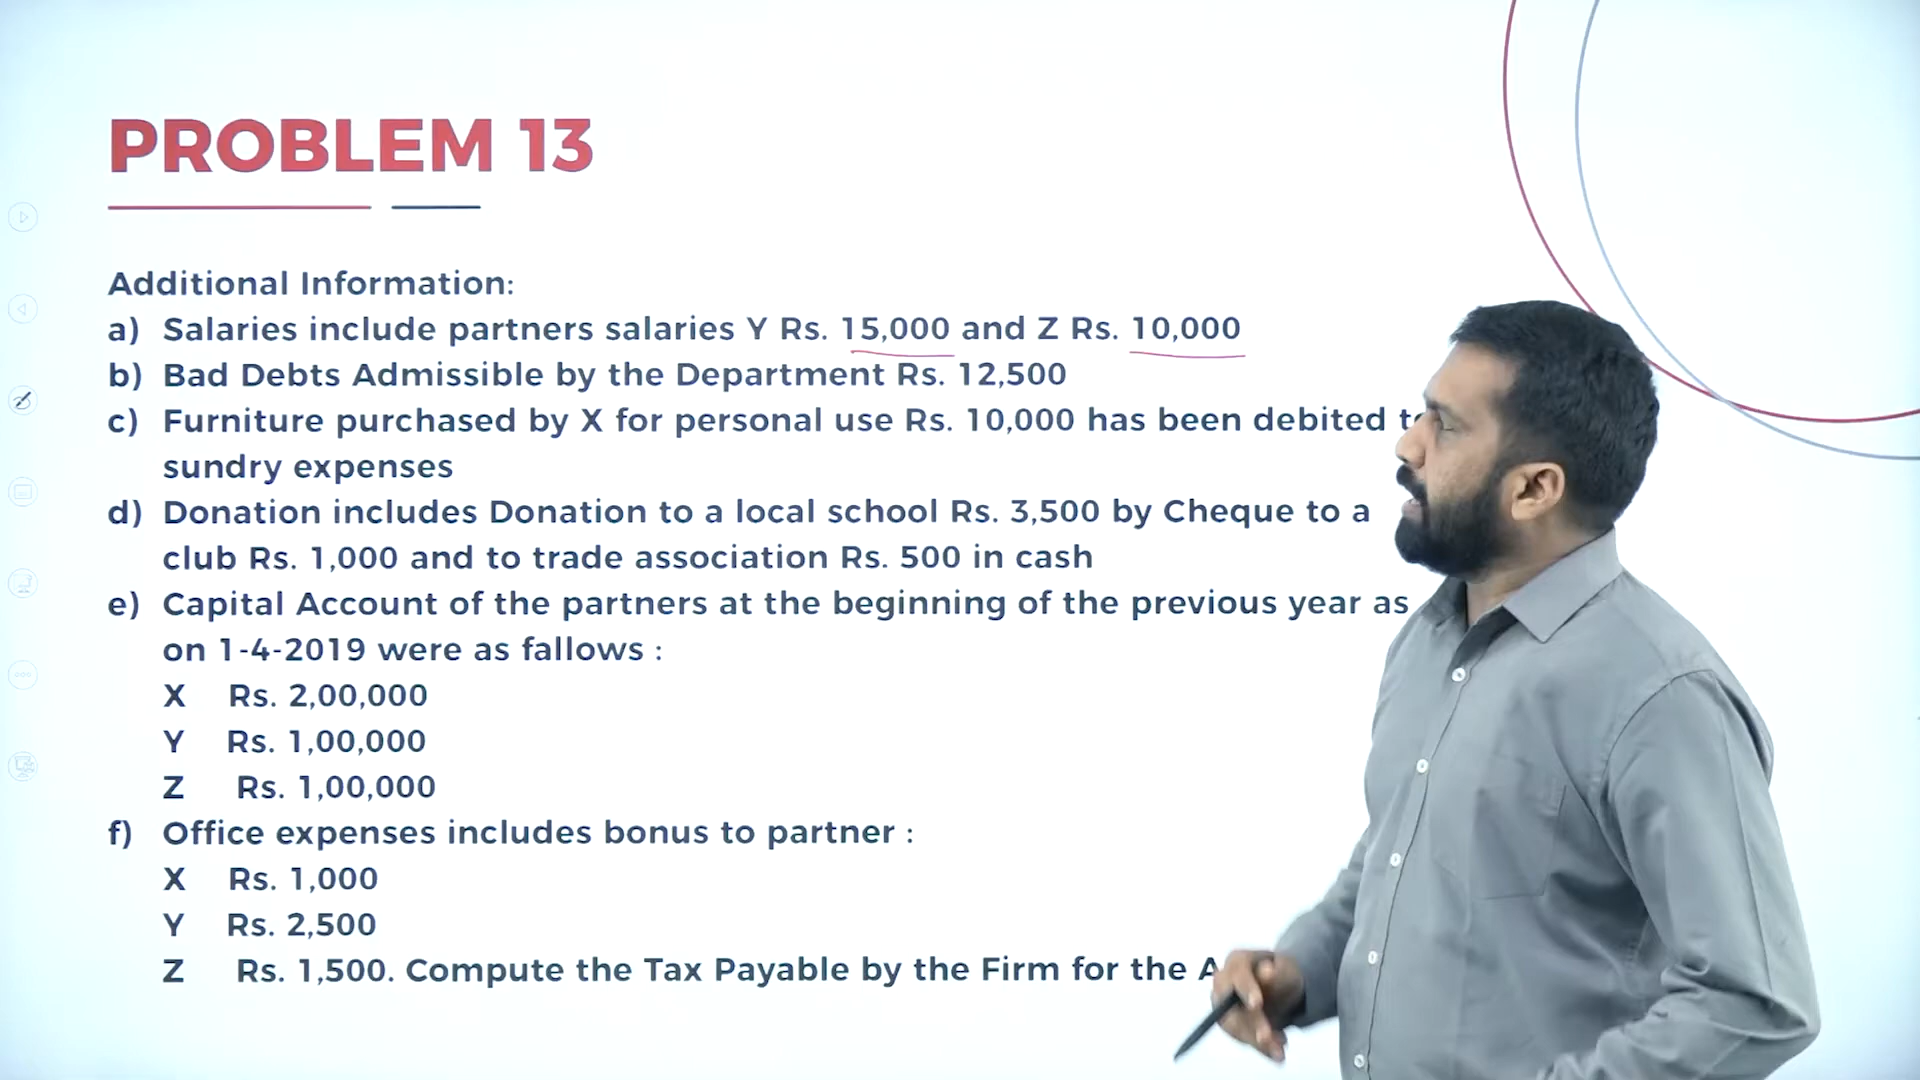 PROBLEM 13
Additional Information:
a) Salaries include partners salaries Y Rs. 15,000 and Z Rs. 10,000
b) Bad Debts Admissible by the Department Rs. 12,500
c) Furniture purchased by X for personal use Rs. 10,000 has been debited
sundry expenses
d) Donation includes Donation to a local school Rs. 3,500 by Cheque to a
club Rs. 1,000 and to trade association Rs. 500 in cash
e) Capital Account of the partners at the beginning of the previous year as
on 1-4-2019 were as fallows :
X Rs. 2,00,000
Y Rs. 1,00,000
Z Rs. 1,00,000
f) Office expenses includes bonus to partner :
X Rs. 1,000
Y Rs. 2,500
Z Rs. 1,500. Compute the Tax Payable by the Firm for the